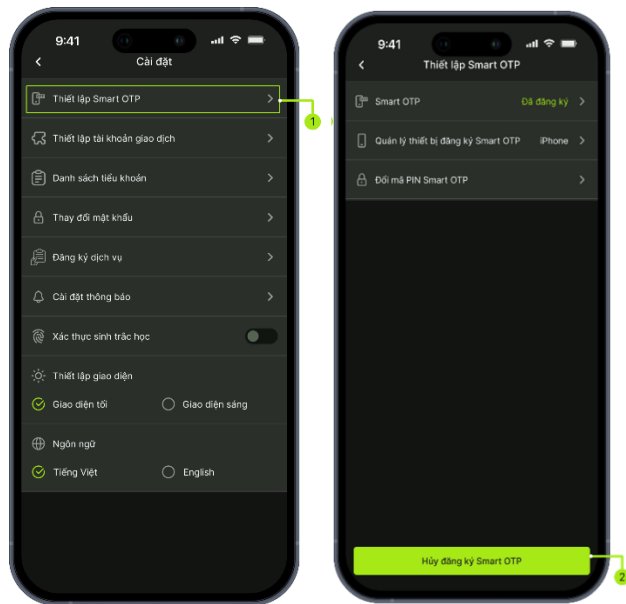 9:41
Cài đặt
Thiết lập Smart OTP
1
Thiết lập tài khoản giao dịch
Danh sách tiểu khoản
Thay đổi mật khẩu
Đăng ký dịch vụ
Cài đặt thông báo
Xác thực sinh trắc học
Thiết lập giao diện
Giao diện tối Giao diện sáng
Ngôn ngữ
Tiếng Việt English
9:41
Thiết lập Smart OTP
Smart OTP Đã đăng ký
Quản lý thiết bị đăng ký Smart OTP iPhone
Đổi mã PIN Smart OTP
Hủy đăng ký Smart OTP
2